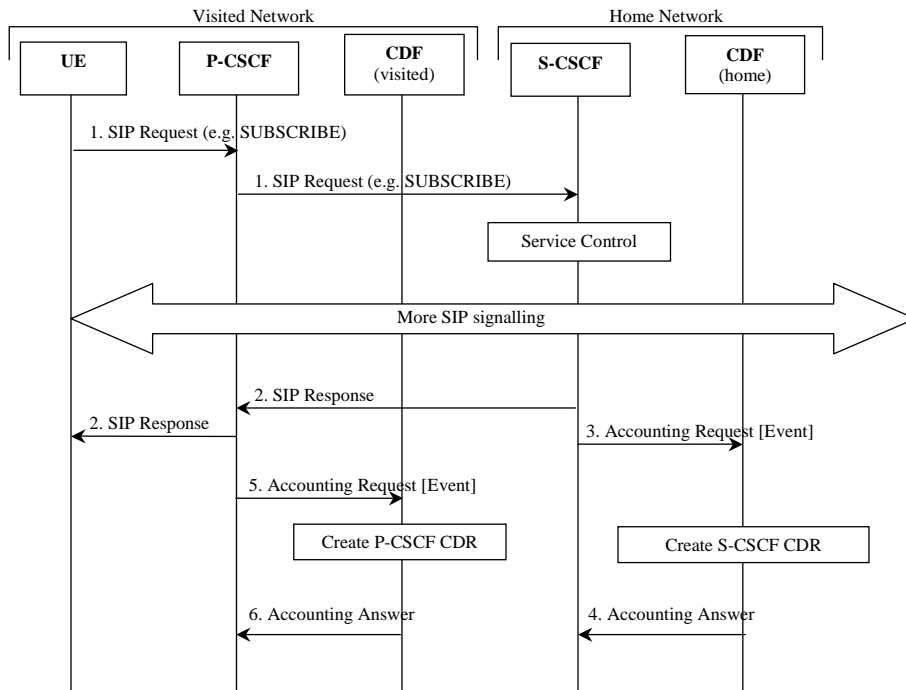 Visited Network
Home Network
UE
P-CSCF
CDF
(visited)
S-CSCF
CDF
(home)
1. SIP Request (e.g. SUBSCRIBE)
1. SIP Request (e.g. SUBSCRIBE)
Service Control
More SIP signalling
2. SIP Response
2. SIP Response
3. Accounting Request [Event]
5. Accounting Request [Event]
Create P-CSCF CDR
Create S-CSCF CDR
6. Accounting Answer
4. Accounting Answer